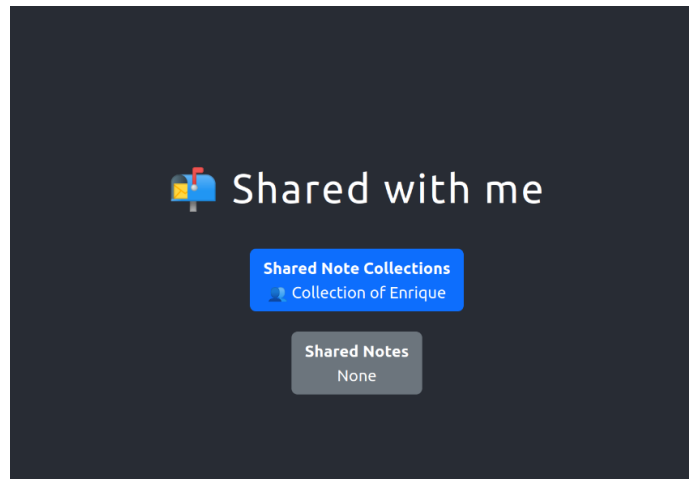 Shared with me
Shared Note Collections
Collection of Enrique
Shared Notes
None